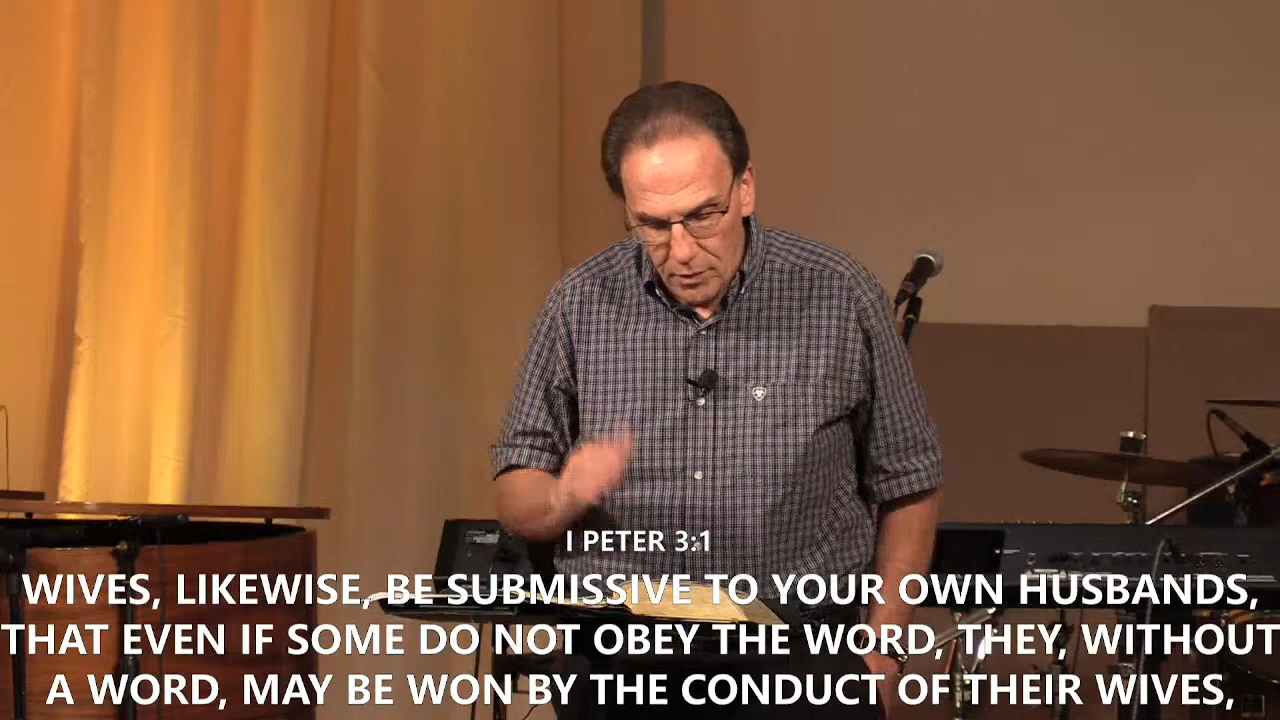 I PETER 3:1
WIVES, LIKEWISE, BE SUBMISSIVE TO YOUR OWN HUSBANDS,
THAT EVEN IF SOME DO NOT OBEY THE WORD, THEY, WITHOUT
A WORD, MAY BE WON BY THE CONDUCT OF THEIR WIVES,